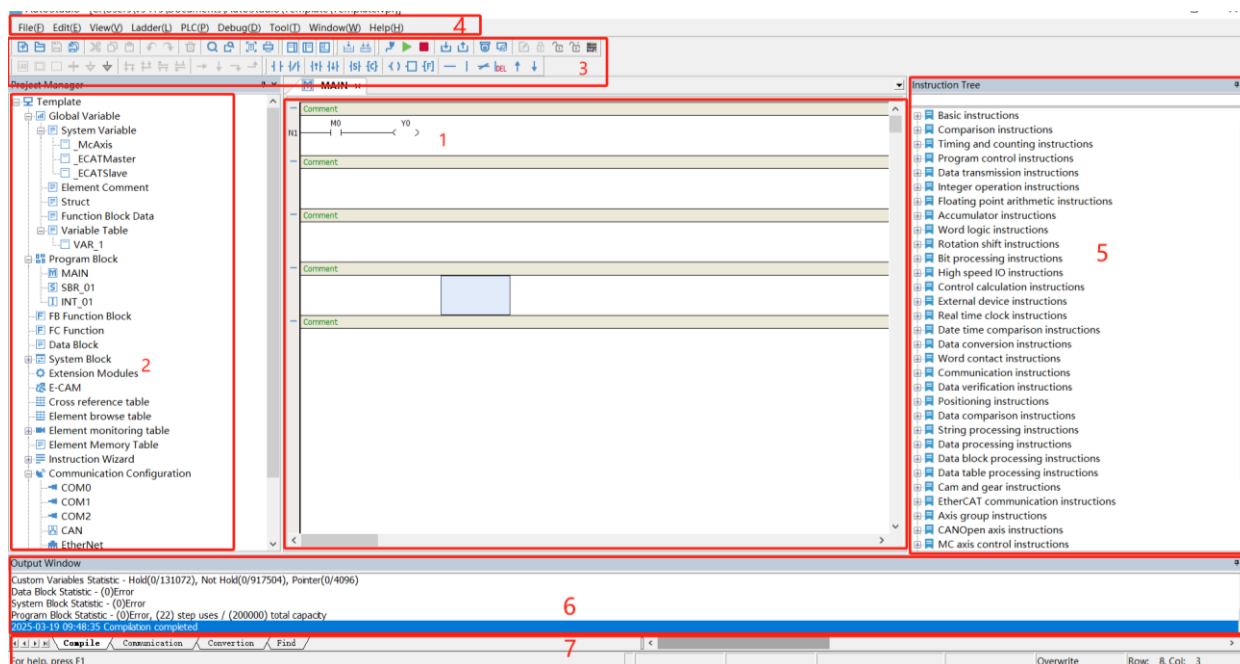 File(F) Edit(E) View(V) Ladder(L) PLC(P) Debug(D) Tool(T) Window(W) Help(H)
4
3
Project Manager
MAIN
Instruction Tree
Template
Global Variable
System Variable
_McAxis
_ECATMaster
_ECATSlave
Element Comment
Struct
Function Block Data
Variable Table
VAR_1
Program Block
MAIN
SBR_01
INT_01
FB Function Block
FC Function
Data Block
System Block
2
Extension Modules
E-CAM
Cross reference table
Element browse table
Element monitoring table
Element Memory Table
Instruction Wizard
Communication Configuration
COM0
COM1
COM2
CAN
EtherNet
Comment
M0 Y0
N1
1
Comment
Comment
Comment
Comment
Basic instructions
Comparison instructions
Timing and counting instructions
Program control instructions
Data transmission instructions
Integer operation instructions
Floating point arithmetic instructions
Accumulator instructions
Word logic instructions
Rotation shift instructions
Bit processing instructions
5
High speed IO instructions
Control calculation instructions
External device instructions
Real time clock instructions
Date time comparison instructions
Data conversion instructions
Word contact instructions
Communication instructions
Data verification instructions
Positioning instructions
Data comparison instructions
String processing instructions
Data processing instructions
Data block processing instructions
Data table processing instructions
Cam and gear instructions
EtherCAT communication instructions
Axis group instructions
CANOpen axis instructions
MC axis control instructions
Output Window
Custom Variables Statistic - Hold(0/131072), Not Hold(0/917504), Pointer(0/4096)
Data Block Statistic - (0)Error
System Block Statistic - (0)Error
6
Program Block Statistic - (0)Error, (22) step uses / (200000) total capacity
2025-03-19 09:48:35 Compilation completed
Compile Communication Convertion Find
7
For help, press F1
Overwrite Row: 8, Col: 3